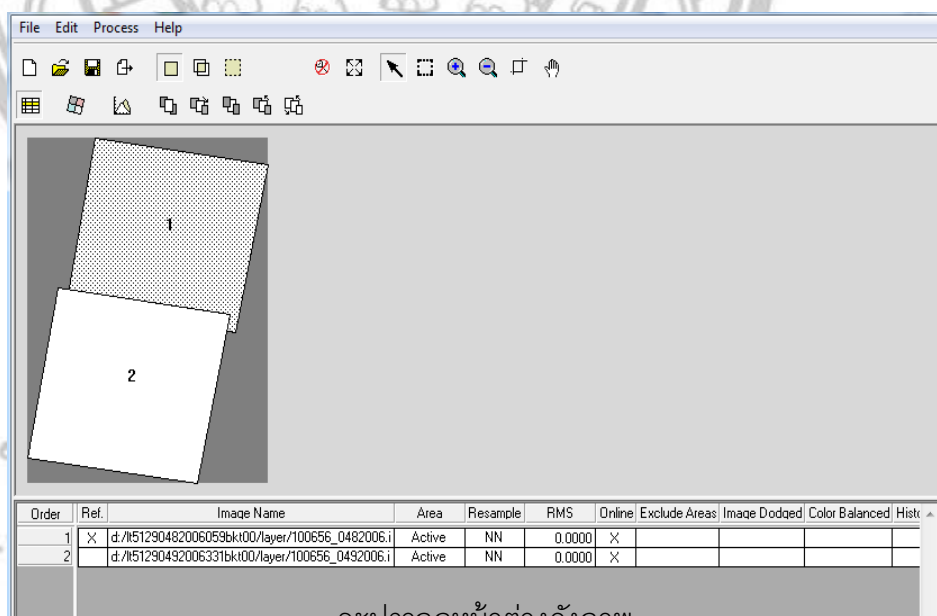 File Edit Process Help
1
2
Order Ref. Image Name Area Resample RMS Online Exclude Areas Image Dodged Color Balanced Histo
1 X d:/lt51290482006059bkt00/layer/100656_0482006.i Active NN 0.0000 X
2 d:/lt51290492006331bkt00/layer/100656_0492006.i Active NN 0.0000 X